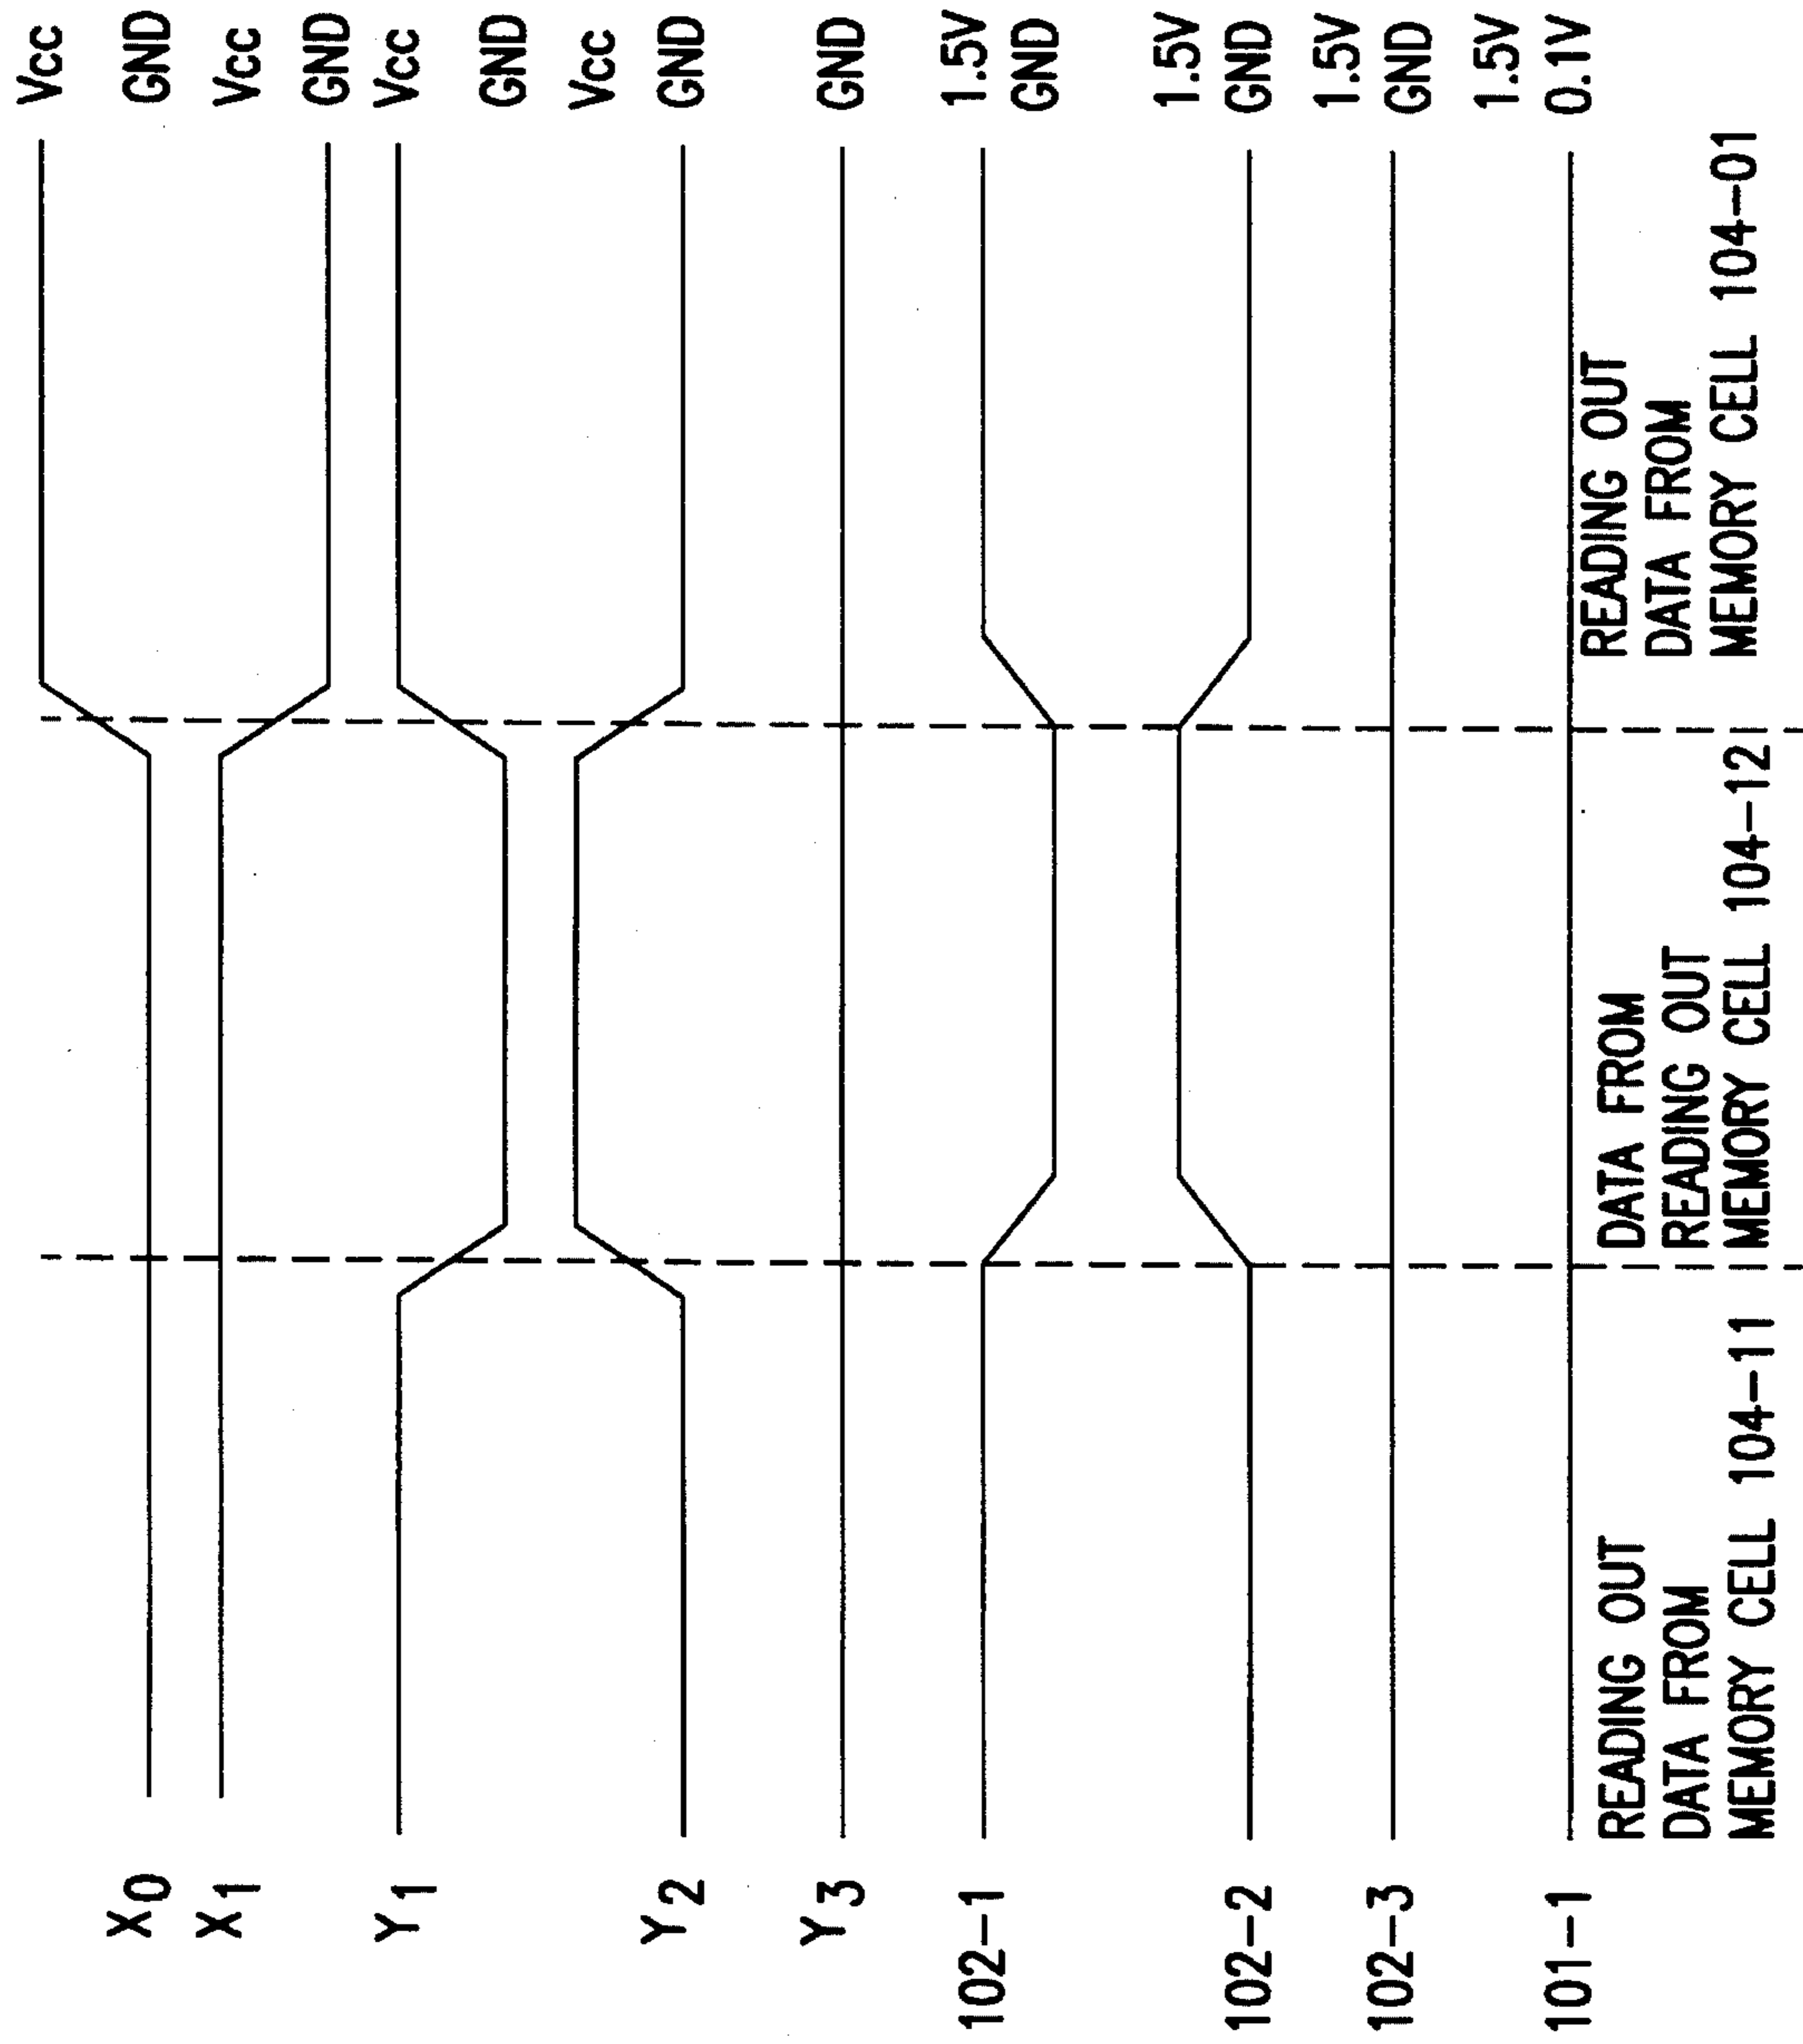 Vcc
X0 GND
X1 Vcc
GND
Y1 Vcc
GND
Vcc
Y2 GND
Y3 GND
102-1 1.5V
GND
1.5V
102-2 GND
1.5V
102-3 GND
1.5V
101-1 0.1V
READING OUT
DATA FROM
MEMORY CELL 104-11
DATA FROM
READING OUT
MEMORY CELL 104-12
READING OUT
DATA FROM
MEMORY CELL 104-01